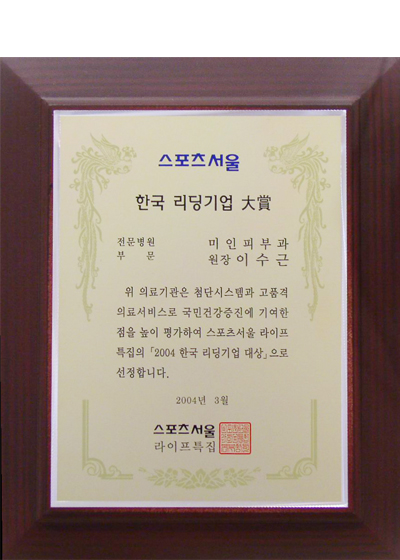 스포츠서울
한국 리딩기업 大賞
전문병원 미인피부과
부문 원장 이수근
위 의료기관은 첨단시스템과 고품격
의료서비스로 국민건강증진에 기여한
점을 높이 평가하여 스포츠서울 라이프
특집의 「2004 한국 리딩기업 대상」으로
선정합니다.
2004년 3월
스포츠서울
라이프특집